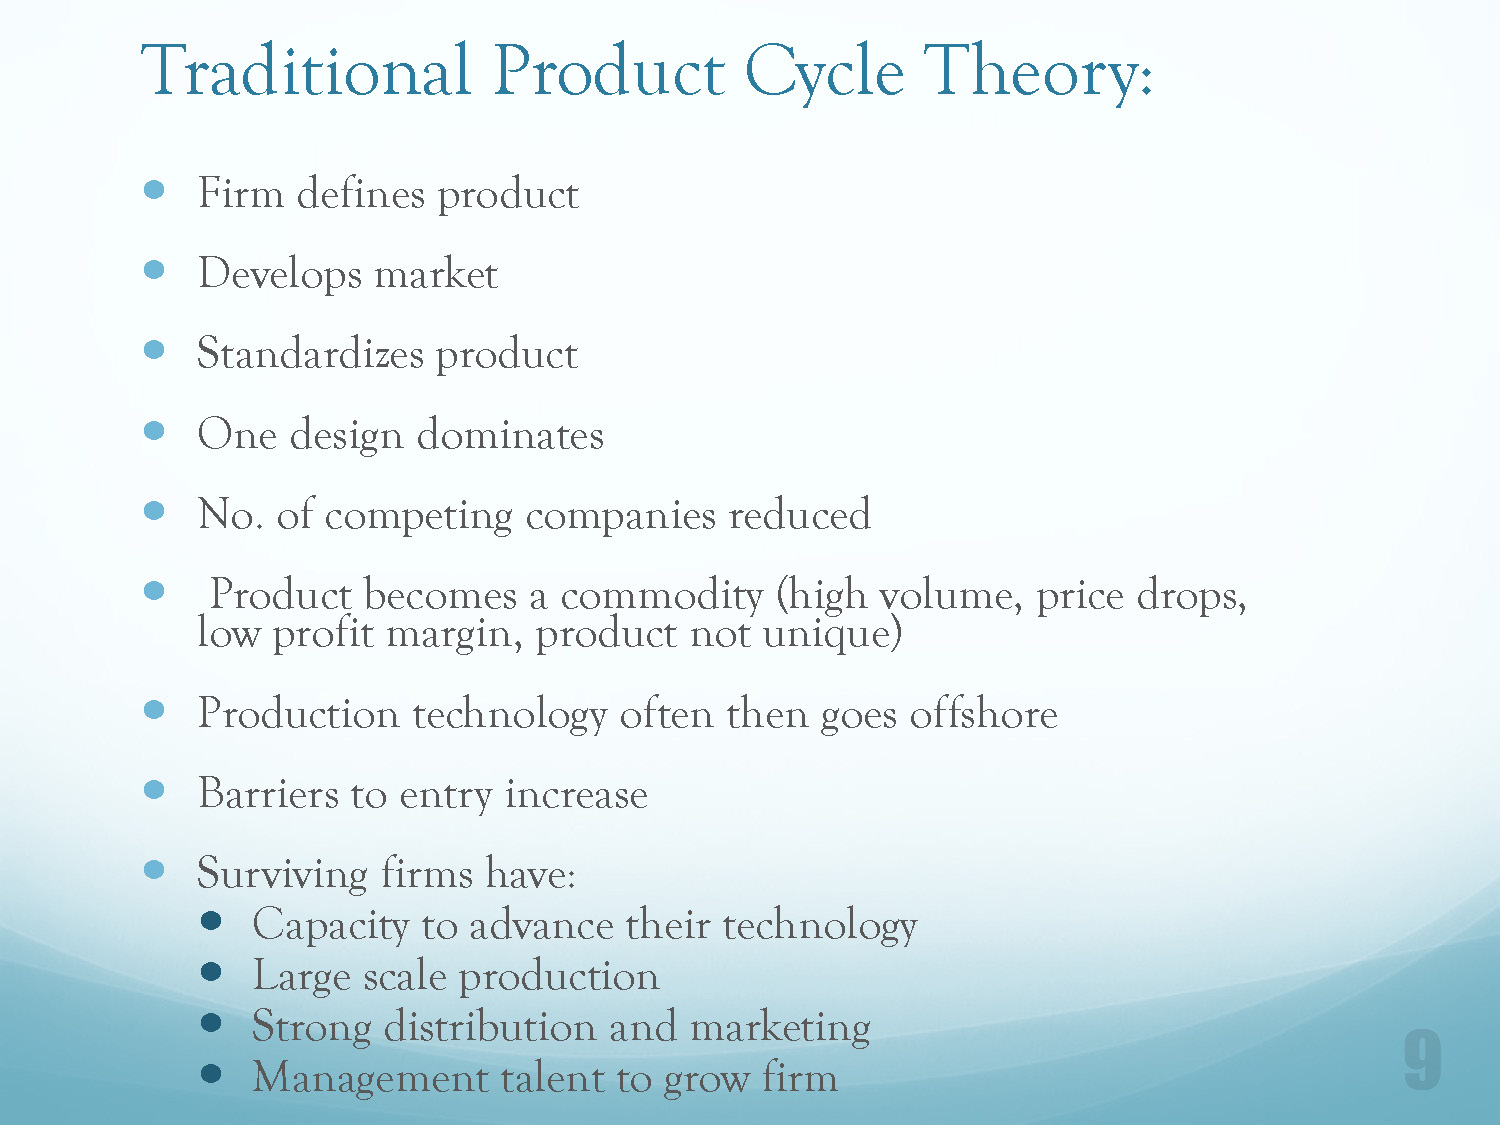 Traditional Product Cycle Theory:
• Firm defines product
• Develops market
• Standardizes product
• One design dominates
• No. of competing companies reduced
• Product becomes a commodity (high volume, price drops,
low profit margin, product not unique)
• Production technology often then goes offshore
• Barriers to entry increase
• Surviving firms have:
• Capacity to advance their technology
• Large scale production
• Strong distribution and marketing
• Management talent to grow firm
9